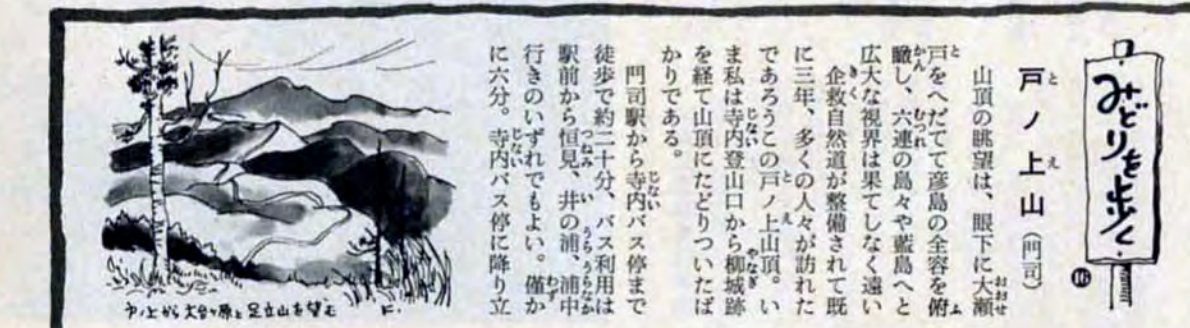 みどりを歩く
⑯
戸ノ上山（門司）
山頂の眺望は、眼下に大瀬
戸をへだてて彦島の全容を俯
瞰し、六連の島々や藍島へと
広大な視界は果てしなく遠い
企救自然道が整備されて既
に三年、多くの人々が訪れた
であろうこの戸ノ上山頂。い
ま私は寺内登山口から柳城跡
を経て山頂にたどりついたば
かりである。
門司駅から寺内バス停まで
徒歩で約二十分、バス利用は
駅前から恒見、井の浦、浦中
行きのいずれでもよい。僅か
に六分。寺内バス停に降り立
戸ノ上から大台ヶ原と足立山を望む